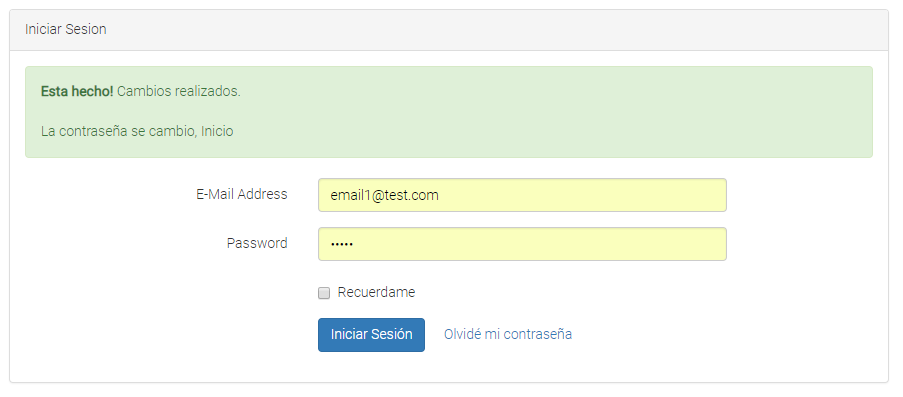 Iniciar Sesion
Esta hecho! Cambios realizados.
La contraseña se cambio, Inicio
E-Mail Address
email1@test.com
Password
•••••
Recuerdame
Iniciar Sesión Olvidé mi contraseña